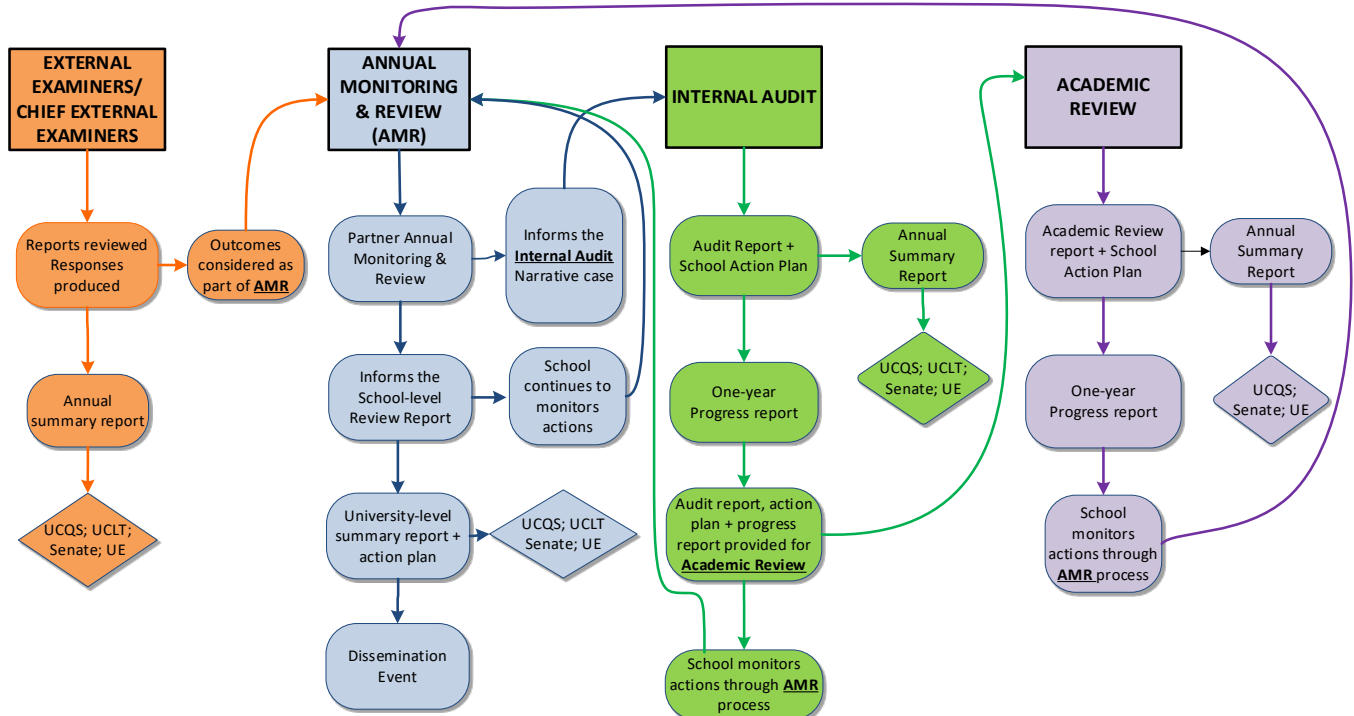 EXTERNAL
EXAMINERS/
CHIEF EXTERNAL
EXAMINERS
Reports reviewed
Responses
produced
Outcomes
considered as
part of AMR
Annual
summary report
UCQS; UCLT;
Senate; UE
ANNUAL
MONITORING
& REVIEW
(AMR)
Partner Annual
Monitoring &
Review
Informs the
Internal Audit
Narrative case
Informs the
School-level
Review Report
School
continues to
monitors
actions
University-level
summary report +
action plan
UCQS; UCLT
Senate; UE
Dissemination
Event
INTERNAL AUDIT
Audit Report +
School Action Plan
Annual
Summary
Report
UCQS; UCLT;
Senate; UE
One-year
Progress report
Audit report, action
plan + progress
report provided for
Academic Review
School monitors
actions through AMR
process
ACADEMIC
REVIEW
Academic Review
report + School
Action Plan
Annual
Summary
Report
UCQS;
Senate; UE
One-year
Progress report
School
monitors
actions through
AMR process